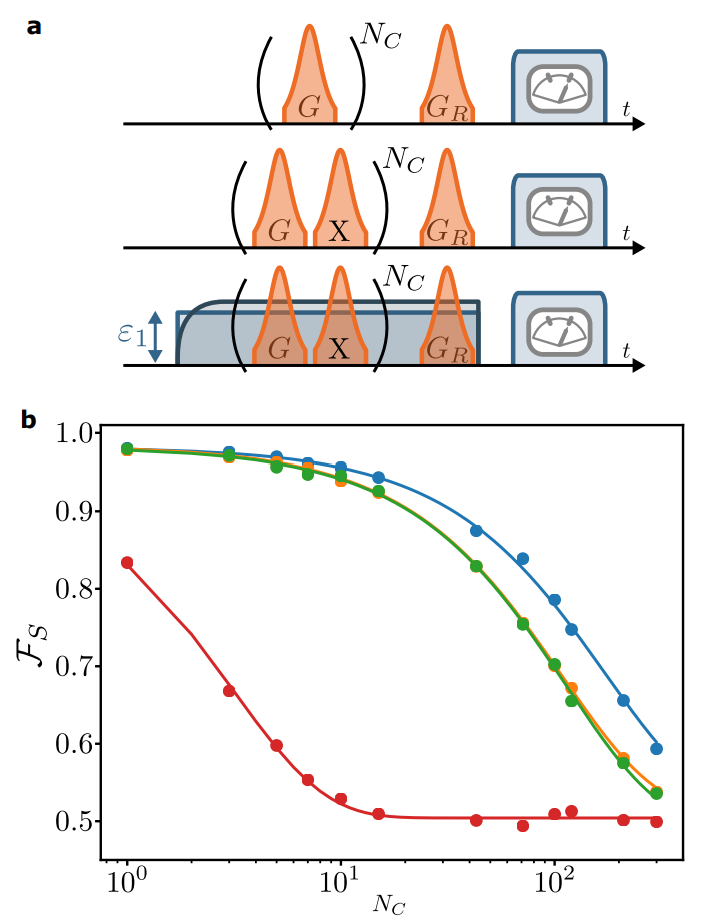 a
( G ) N_C G_R t
( G X ) N_C G_R t
ε_1 ( G X ) N_C G_R t
b
1.0
0.9
0.8
0.7
0.6
0.5
F_S
10^0 10^1 10^2
N_C